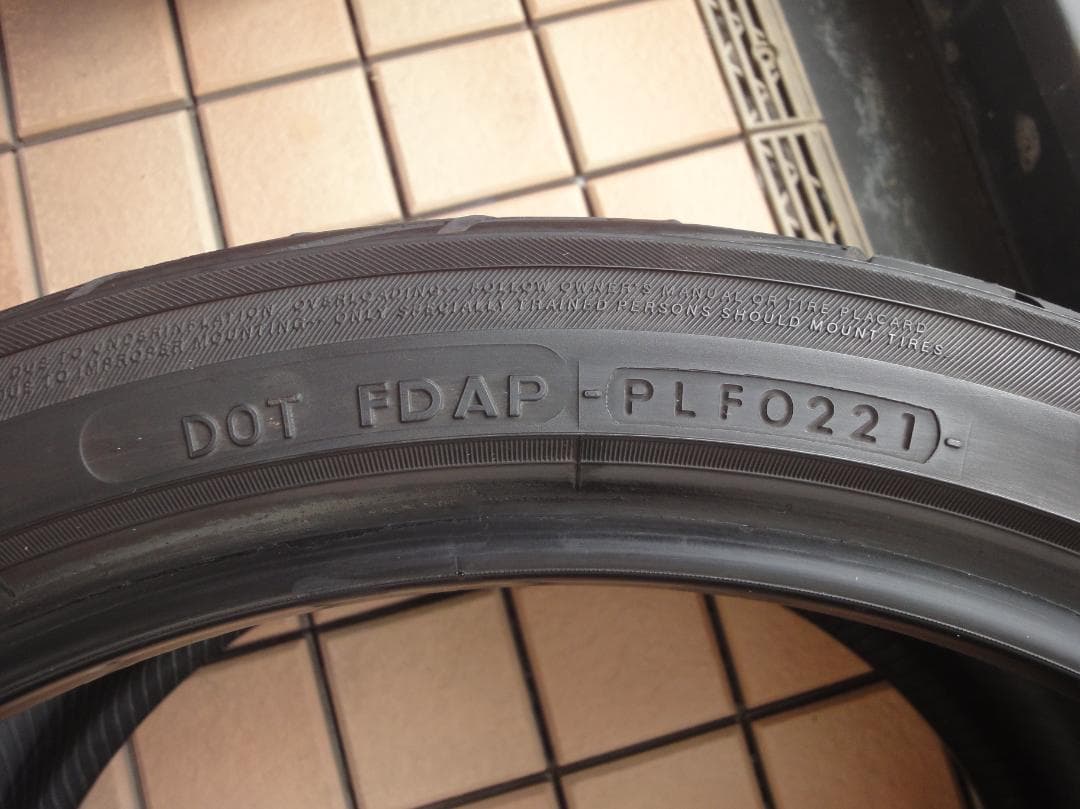 DUE TO UNDERINFLATION OVERLOADING - FOLLOW OWNER'S MANUAL OR TIRE PLACARD
DUE TO IMPROPER MOUNTING - ONLY SPECIALLY TRAINED PERSONS SHOULD MOUNT TIRES
DOT FDAP -PLF0221-